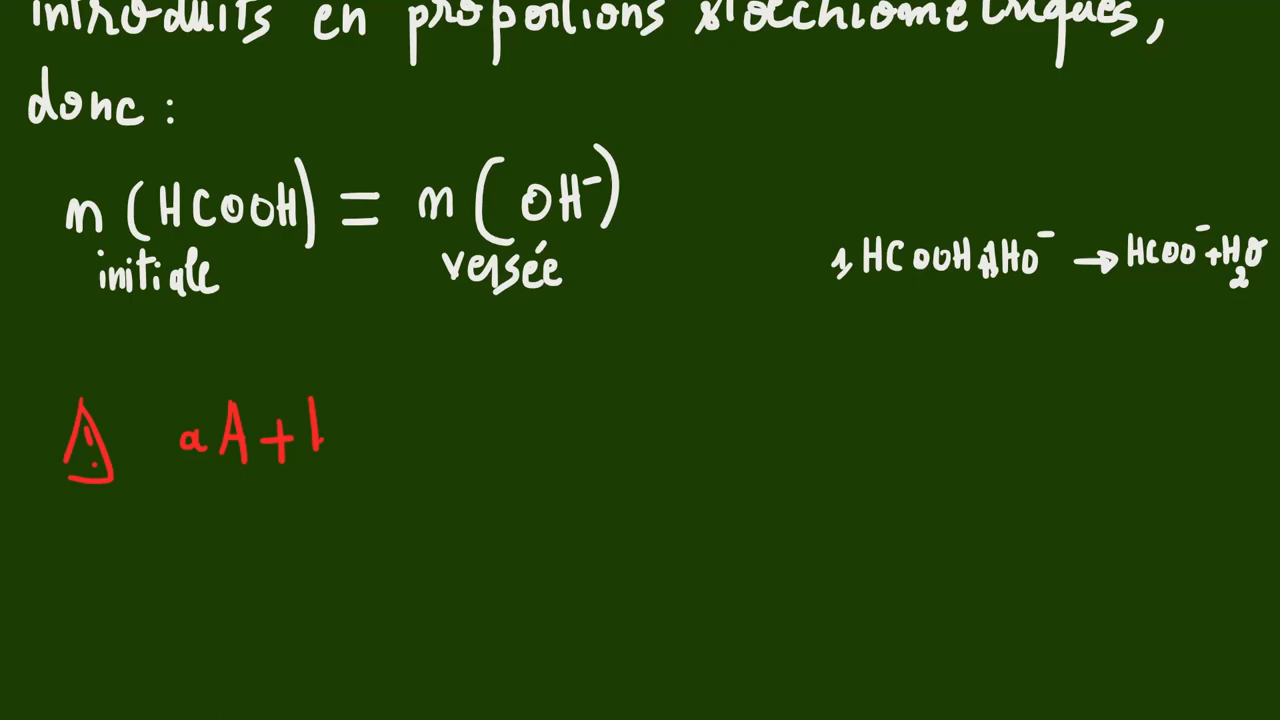 introduits en proportions stoechiométriques,
donc :
n (HCOOH) = n (OH⁻)
initiale versée
1 HCOOH + 1 HO⁻ → HCOO⁻ + H₂O
⚠ aA + l